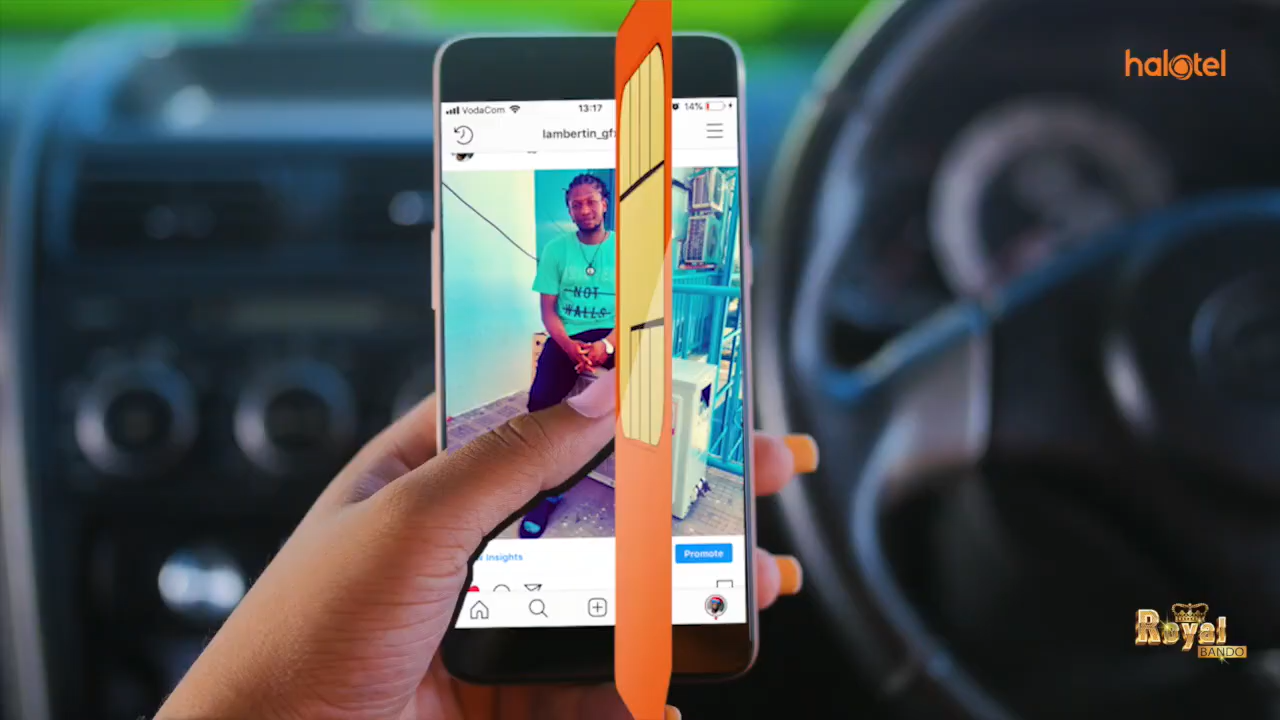 halotel
VodaCom
13:17
14%
lambertin_gf
NOT
WALLS
Insights
Promote
Royal
BANDO